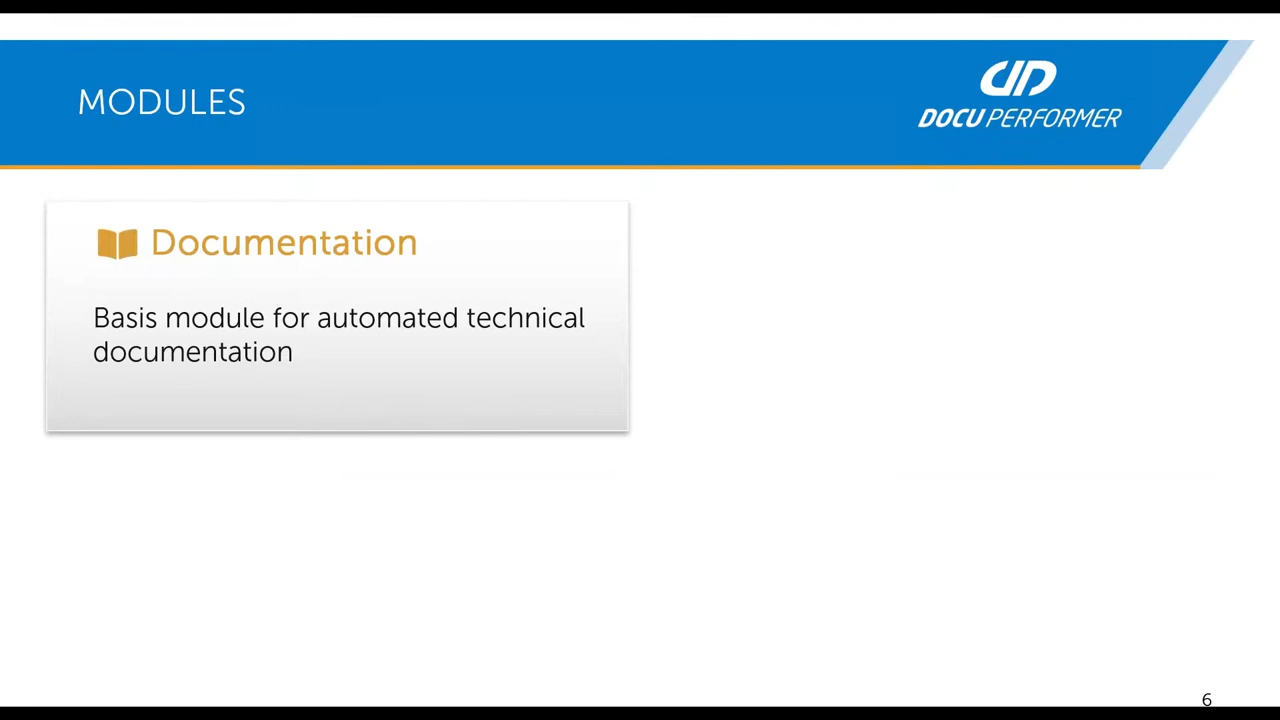 MODULES
DOCU PERFORMER
Documentation
Basis module for automated technical
documentation
6